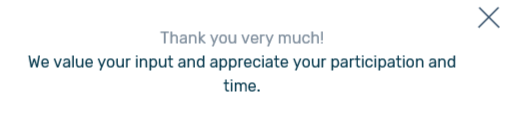 Thank you very much!
We value your input and appreciate your participation and
time.